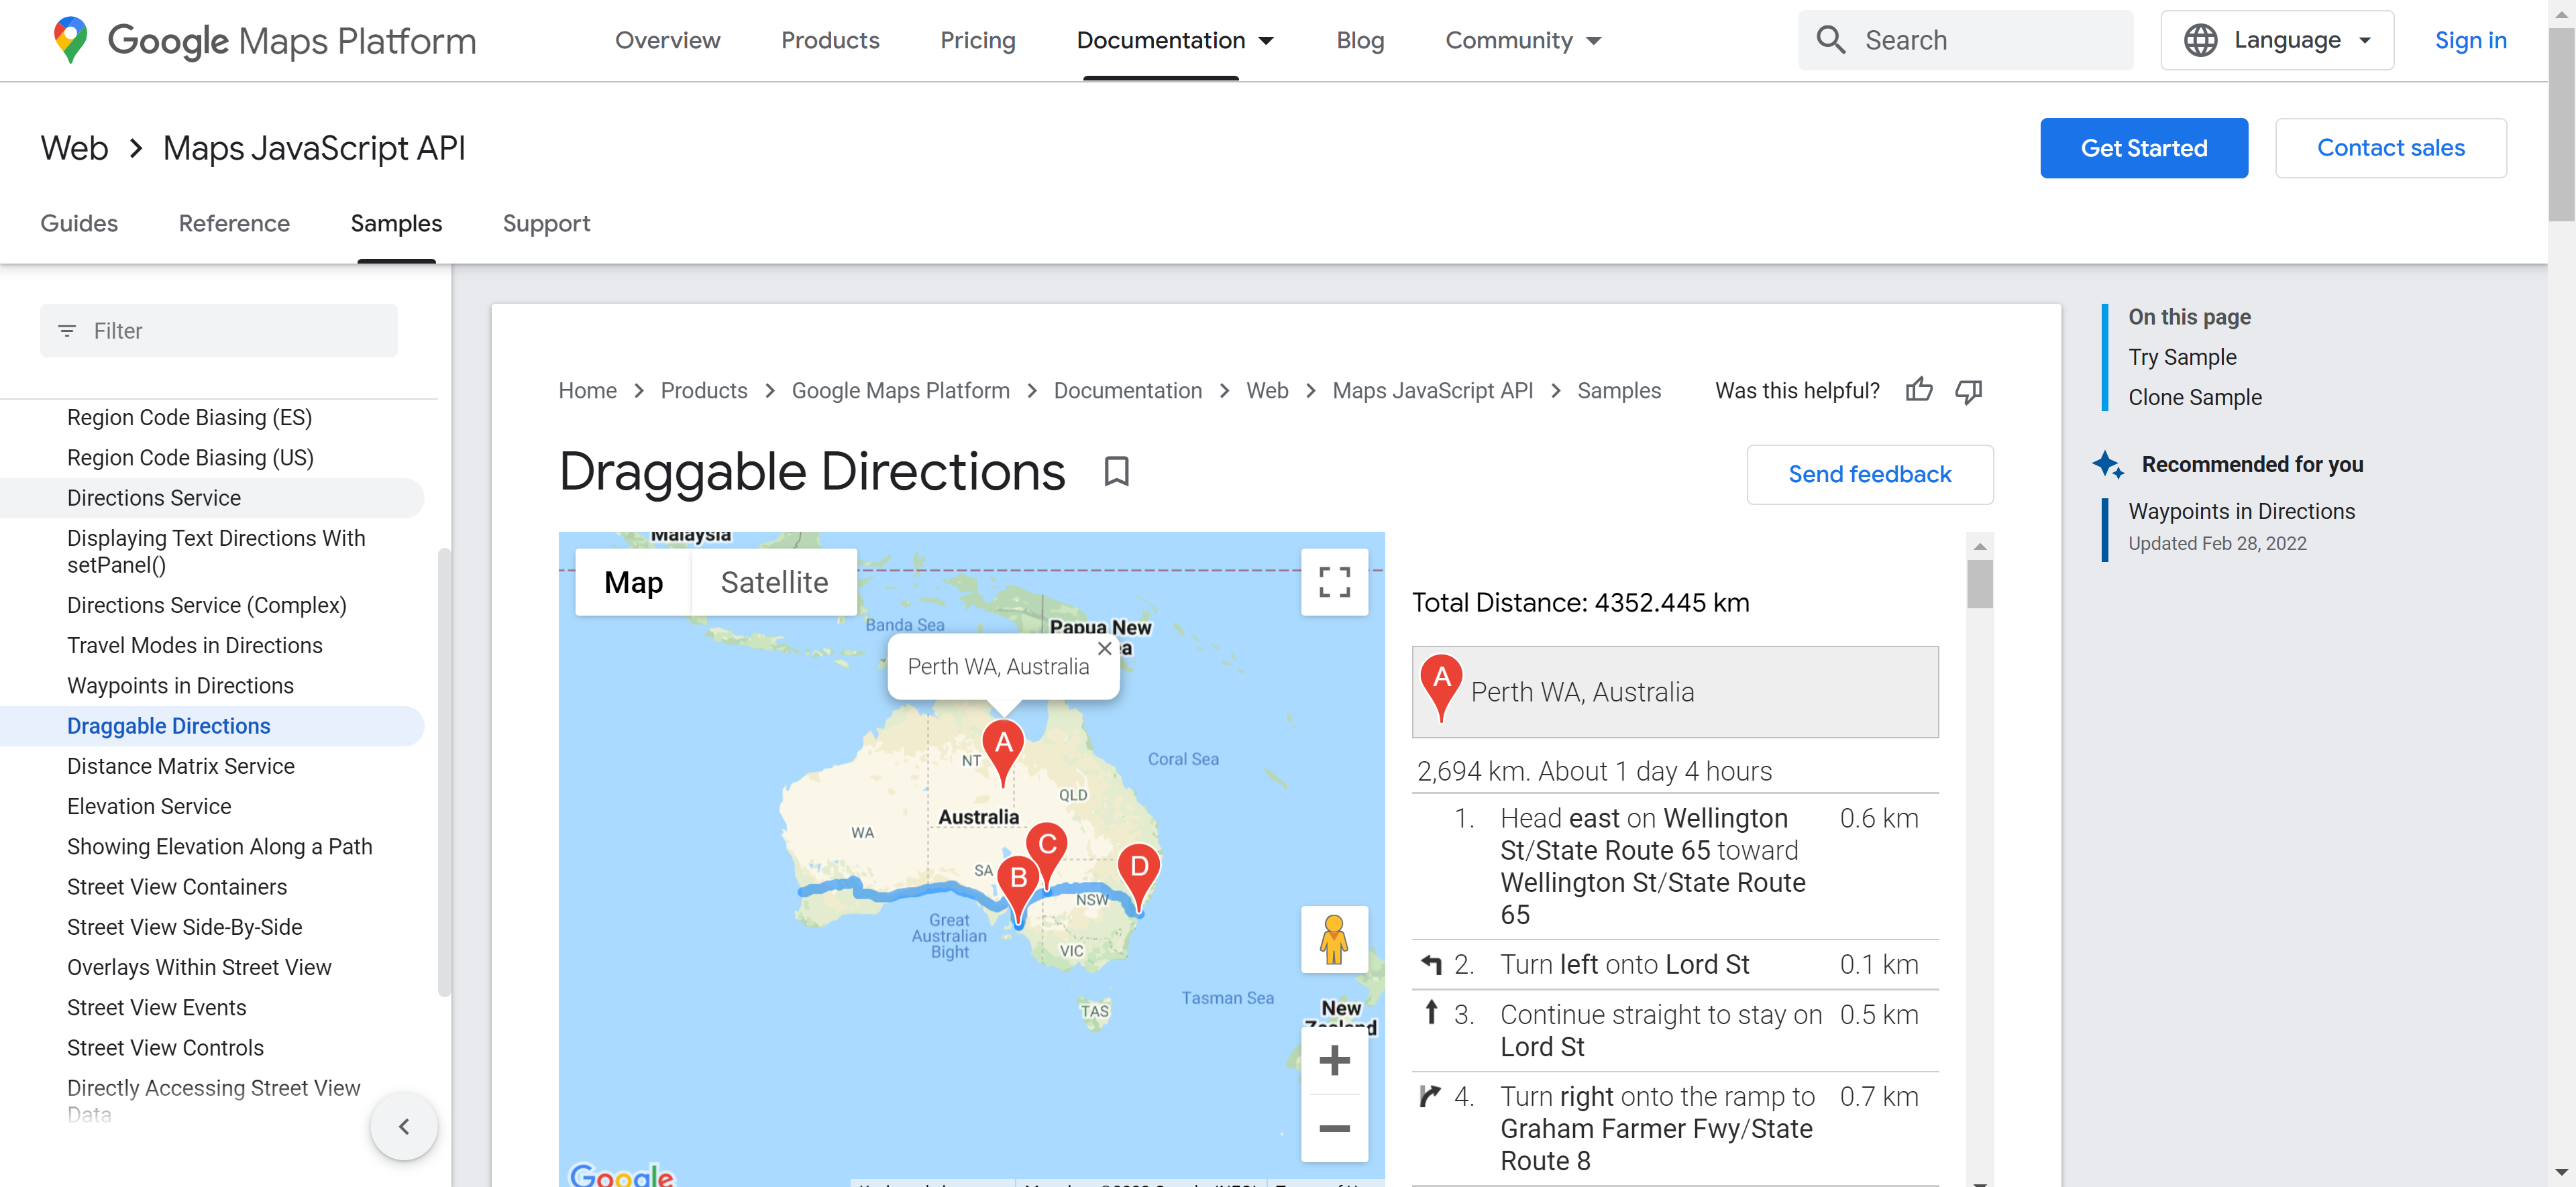 Google Maps Platform
Overview
Products
Pricing
Documentation
Blog
Community
Search
Language
Sign in
Web
Maps JavaScript API
Get Started
Contact sales
Guides
Reference
Samples
Support
Filter
Region Code Biasing (ES)
Region Code Biasing (US)
Directions Service
Displaying Text Directions With
setPanel()
Directions Service (Complex)
Travel Modes in Directions
Waypoints in Directions
Draggable Directions
Distance Matrix Service
Elevation Service
Showing Elevation Along a Path
Street View Containers
Street View Side-By-Side
Overlays Within Street View
Street View Events
Street View Controls
Directly Accessing Street View
Data
Home
Products
Google Maps Platform
Documentation
Web
Maps JavaScript API
Samples
Was this helpful?
Draggable Directions
Send feedback
Malaysia
Map
Satellite
Banda Sea
Papua New
Perth WA, Australia
A
NT
Coral Sea
QLD
Australia
WA
C
SA
B
D
NSW
Great
Australian
Bight
VIC
Tasman Sea
TAS
New
Zealand
Google
Total Distance: 4352.445 km
A
Perth WA, Australia
2,694 km. About 1 day 4 hours
1. Head east on Wellington 0.6 km
St/State Route 65 toward
Wellington St/State Route
65
2. Turn left onto Lord St 0.1 km
3. Continue straight to stay on 0.5 km
Lord St
4. Turn right onto the ramp to 0.7 km
Graham Farmer Fwy/State
Route 8
On this page
Try Sample
Clone Sample
Recommended for you
Waypoints in Directions
Updated Feb 28, 2022